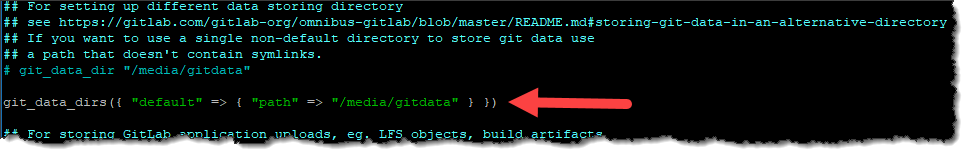 ## For setting up different data storing directory
## see https://gitlab.com/gitlab-org/omnibus-gitlab/blob/master/README.md#storing-git-data-in-an-alternative-directory
## If you want to use a single non-default directory to store git data use
## a path that doesn't contain symlinks.
# git_data_dir "/media/gitdata"
git_data_dirs({ "default" => { "path" => "/media/gitdata" } })
## For storing GitLab application uploads, eg. LFS objects, build artifacts